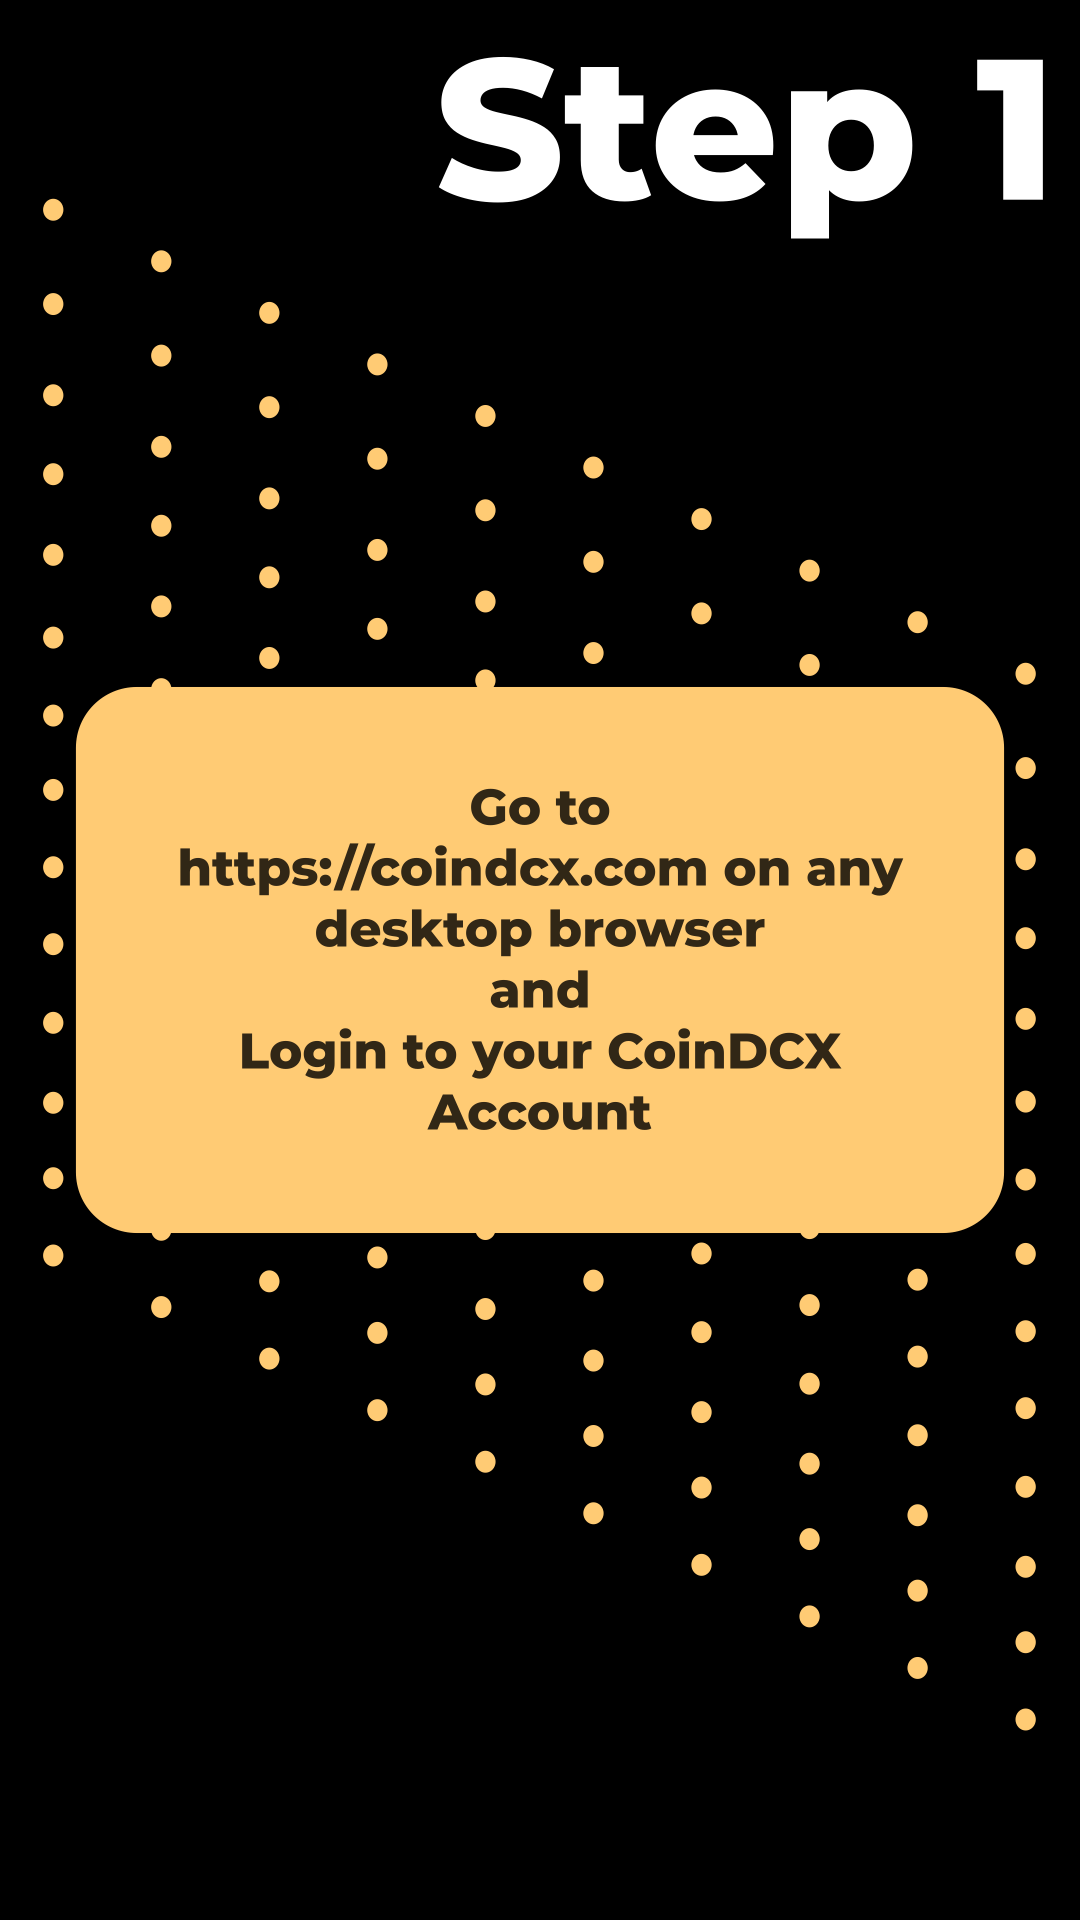 Step 1
Go to
https://coindcx.com on any
desktop browser
and
Login to your CoinDCX
Account